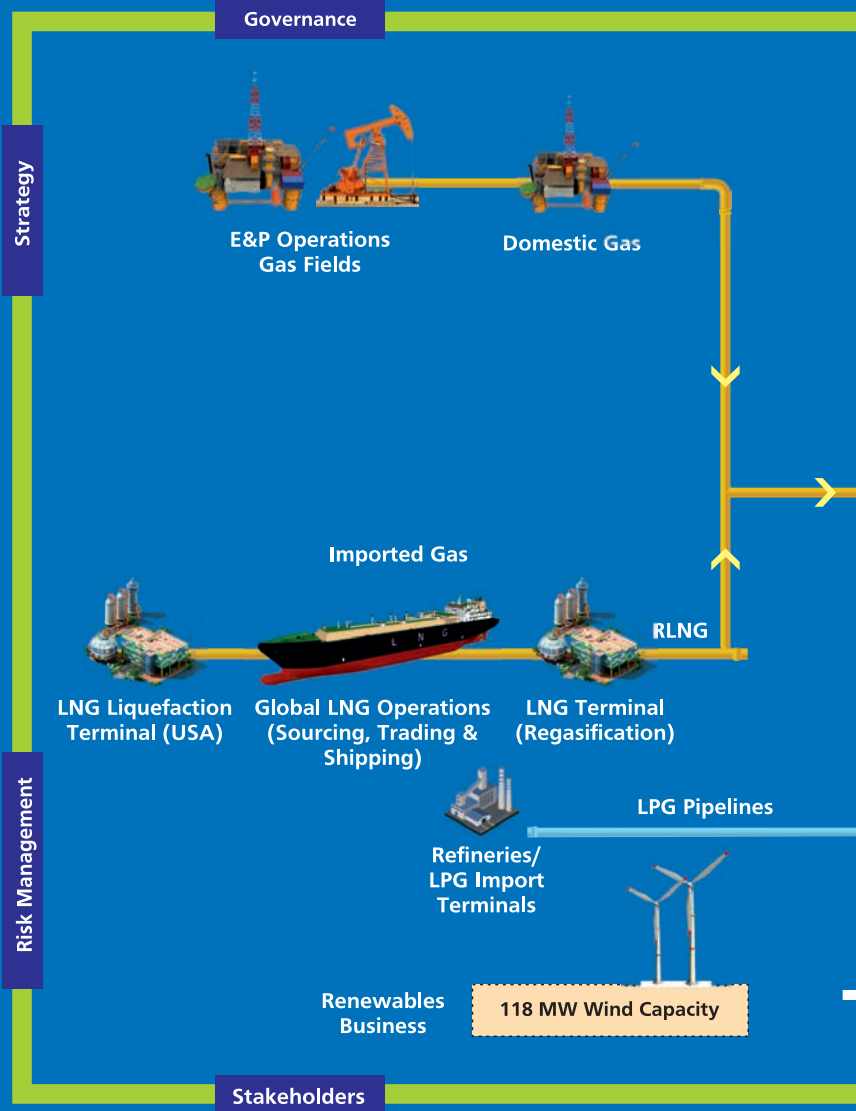 Governance
Strategy
E&P Operations
Gas Fields
Domestic Gas
Imported Gas
L N G
RLNG
LNG Liquefaction
Terminal (USA)
Global LNG Operations
(Sourcing, Trading &
Shipping)
LNG Terminal
(Regasification)
Risk Management
LPG Pipelines
Refineries/
LPG Import
Terminals
Renewables
Business
118 MW Wind Capacity
Stakeholders